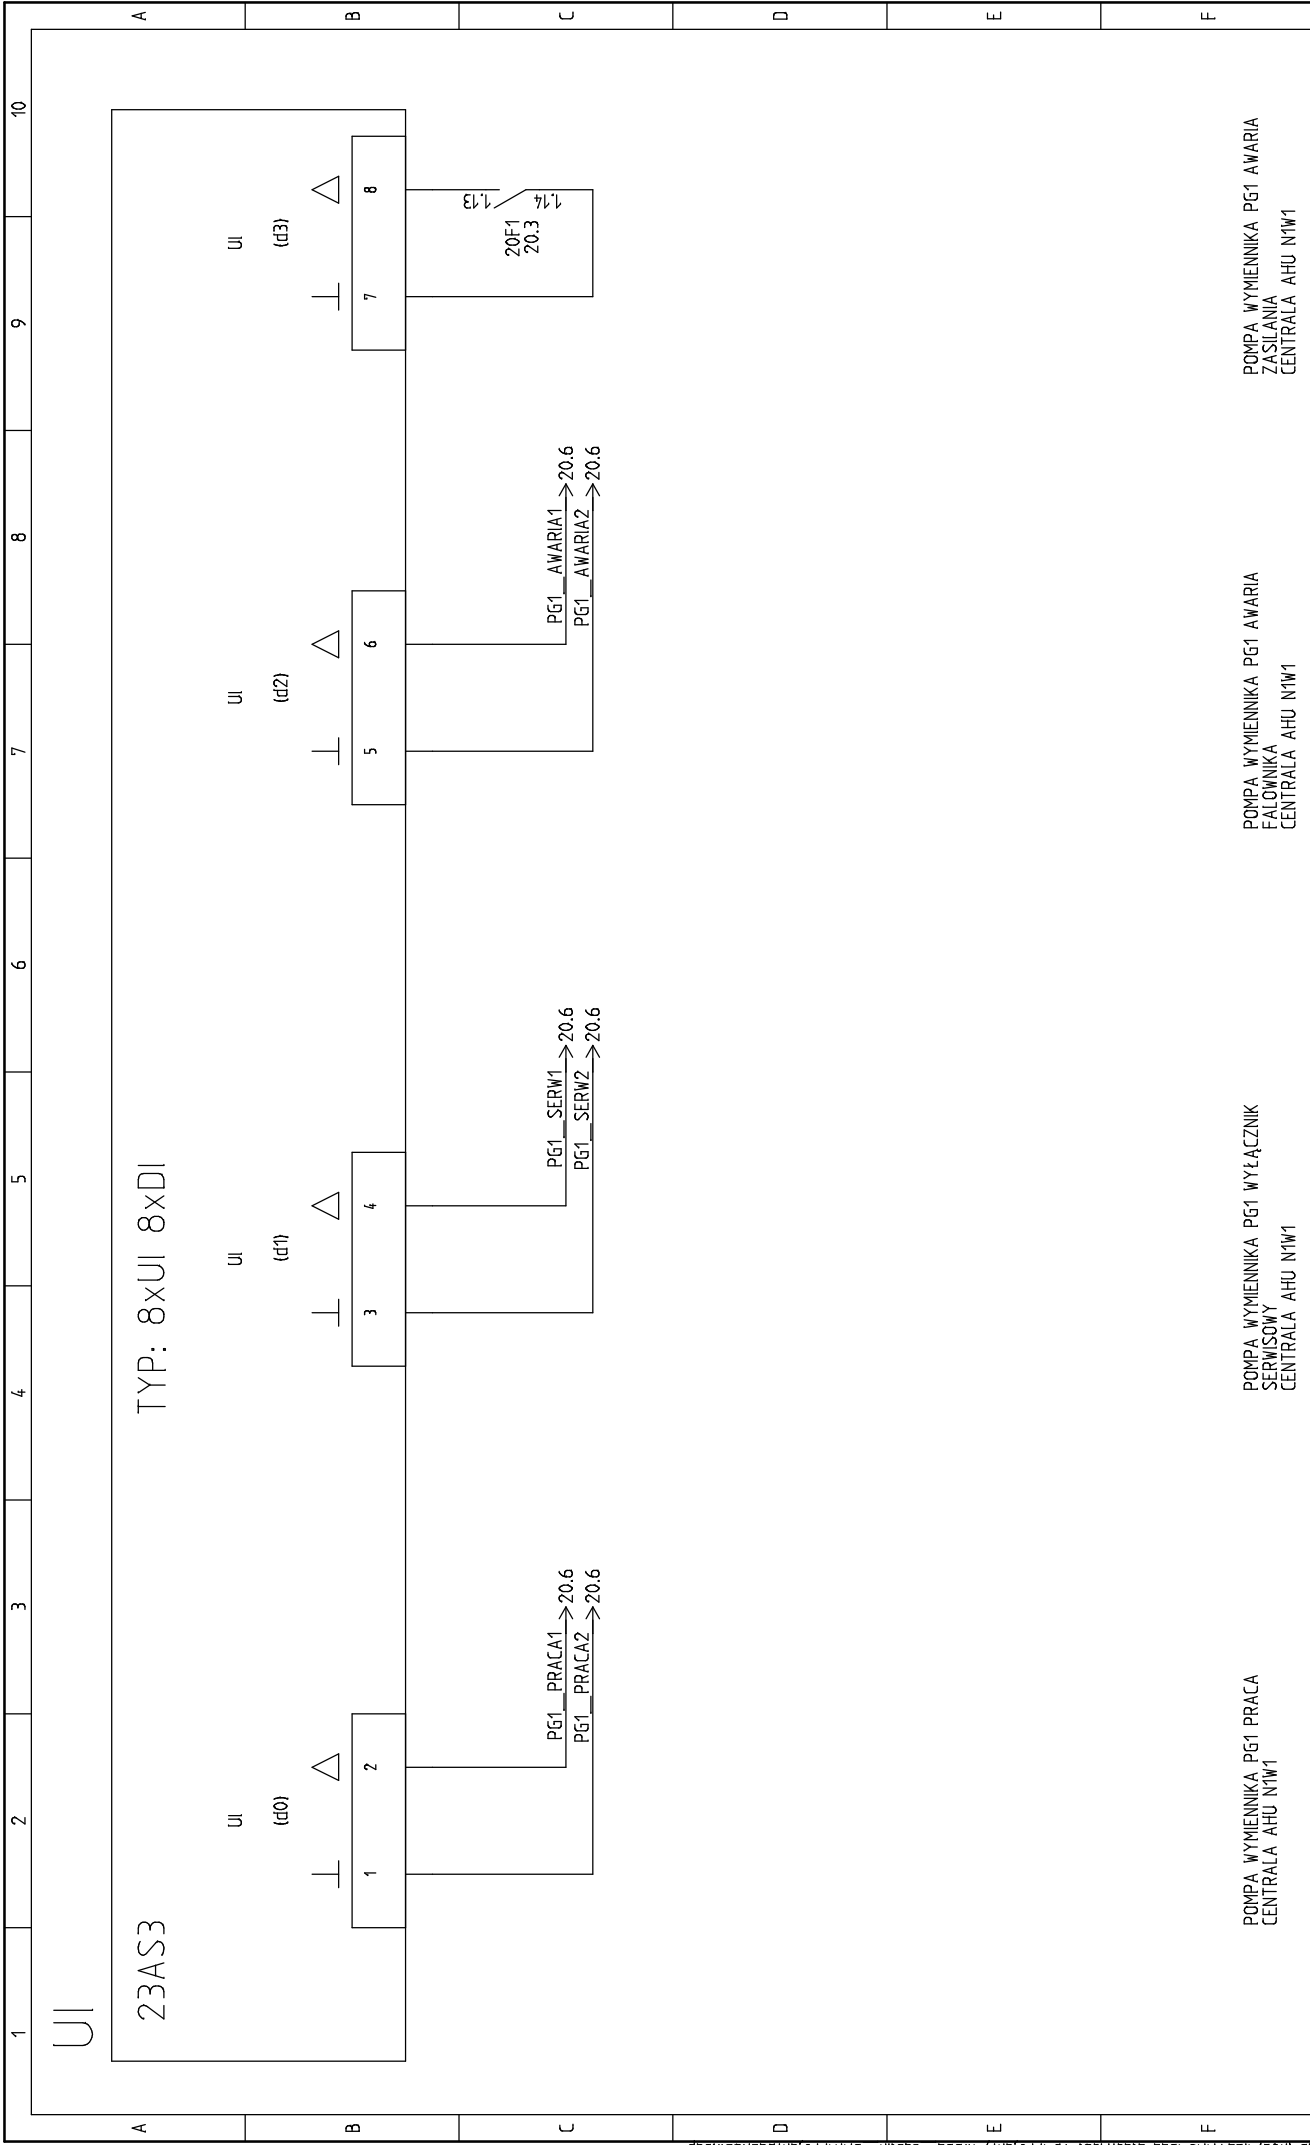 1 2 3 4 5 6 7 8 9 10
A A
B B
C C
D D
E E
F F
UI
23AS3
TYP: 8xUI 8xDI
UI
(d0)
1 2
PG1_PRACA1 20.6
PG1_PRACA2 20.6
POMPA WYMIENNIKA PG1 PRACA
CENTRALA AHU N1W1
UI
(d1)
3 4
PG1_SERW1 20.6
PG1_SERW2 20.6
POMPA WYMIENNIKA PG1 WYŁĄCZNIK
SERWISOWY
CENTRALA AHU N1W1
UI
(d2)
5 6
PG1_AWARIA1 20.6
PG1_AWARIA2 20.6
POMPA WYMIENNIKA PG1 AWARIA
FALOWNIKA
CENTRALA AHU N1W1
UI
(d3)
7 8
1.13
1.14
20F1
20.3
POMPA WYMIENNIKA PG1 AWARIA
ZASILANIA
CENTRALA AHU N1W1